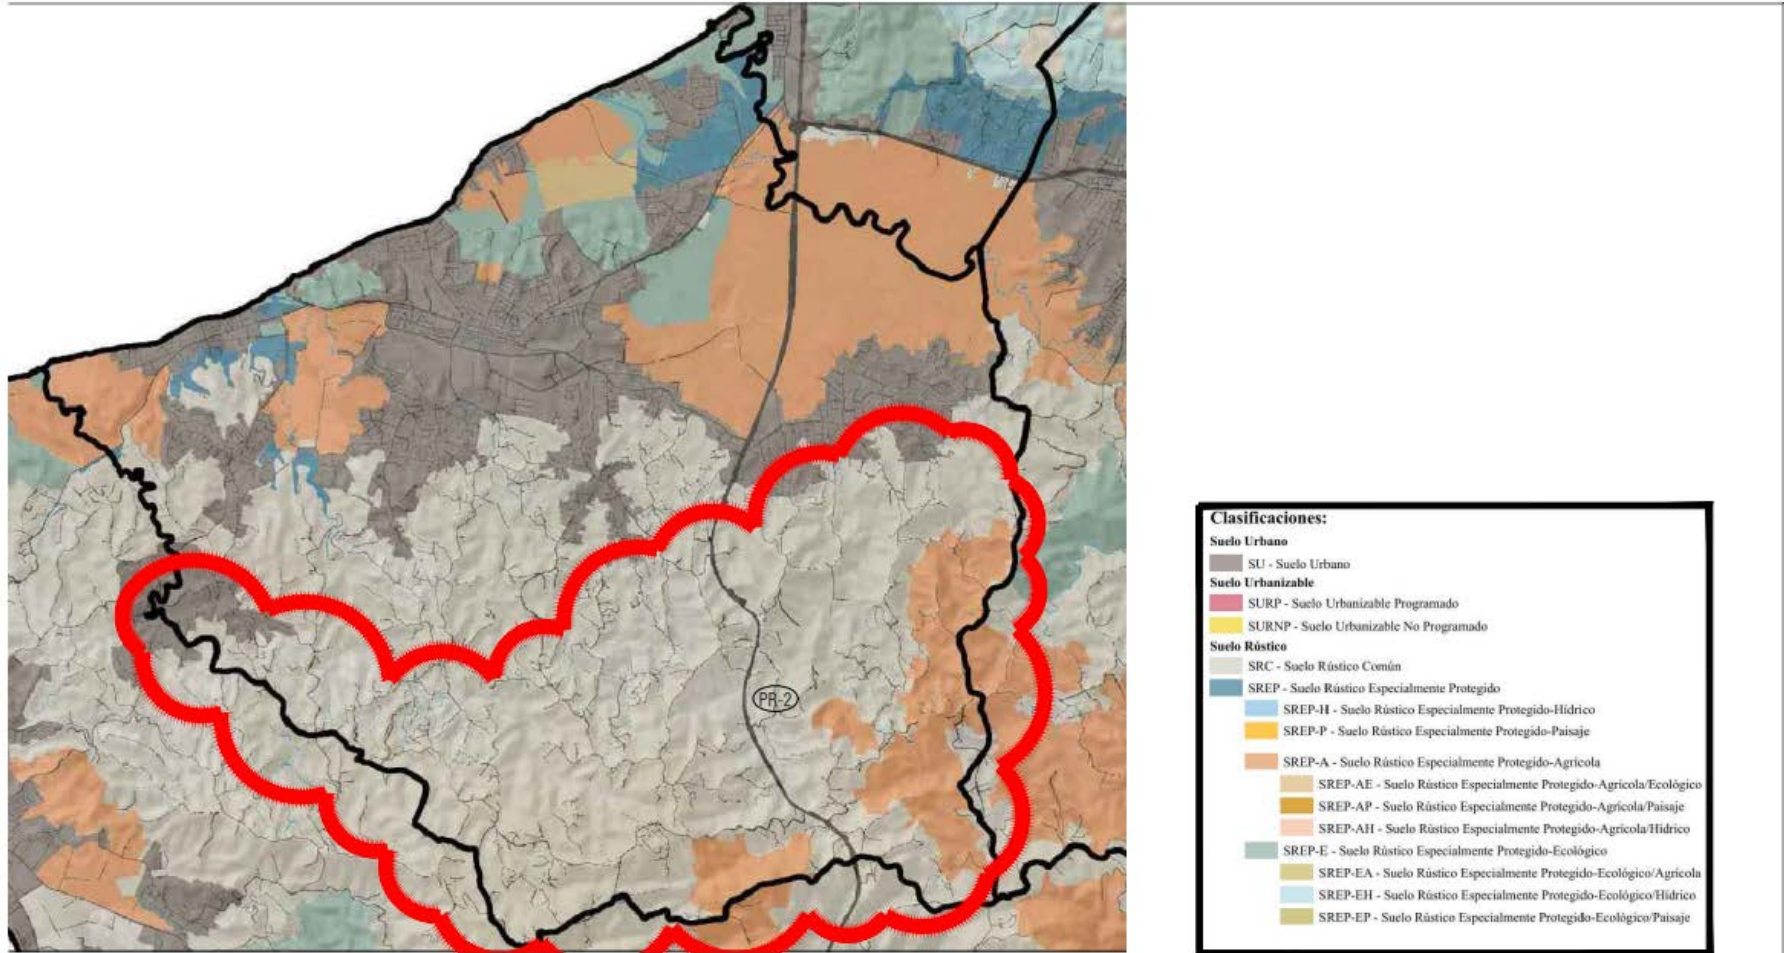 PR-2
Clasificaciones:
Suelo Urbano
SU - Suelo Urbano
Suelo Urbanizable
SURP - Suelo Urbanizable Programado
SURNP - Suelo Urbanizable No Programado
Suelo Rústico
SRC - Suelo Rústico Común
SREP - Suelo Rústico Especialmente Protegido
SREP-H - Suelo Rústico Especialmente Protegido-Hídrico
SREP-P - Suelo Rústico Especialmente Protegido-Paisaje
SREP-A - Suelo Rústico Especialmente Protegido-Agrícola
SREP-AE - Suelo Rústico Especialmente Protegido-Agrícola/Ecológico
SREP-AP - Suelo Rústico Especialmente Protegido-Agrícola/Paisaje
SREP-AH - Suelo Rústico Especialmente Protegido-Agrícola/Hídrico
SREP-E - Suelo Rústico Especialmente Protegido-Ecológico
SREP-EA - Suelo Rústico Especialmente Protegido-Ecológico/Agrícola
SREP-EH - Suelo Rústico Especialmente Protegido-Ecológico/Hídrico
SREP-EP - Suelo Rústico Especialmente Protegido-Ecológico/Paisaje